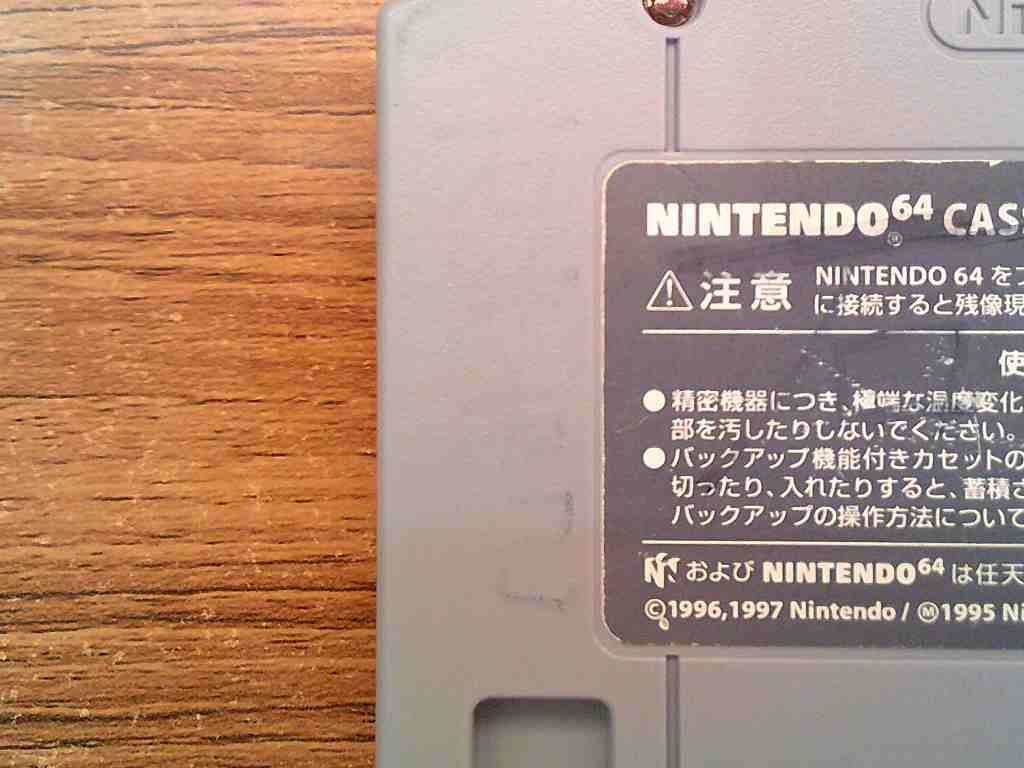 NINTENDO64 CASS
注意 NINTENDO 64 を
に接続すると残像現
使
●精密機器につき、極端な温度変化
部を汚したりしないでください。
●バックアップ機能付きカセットの
切ったり、入れたりすると、蓄積さ
バックアップの操作方法について
および NINTENDO64 は任天
©1996,1997 Nintendo / Ⓜ1995 Ni